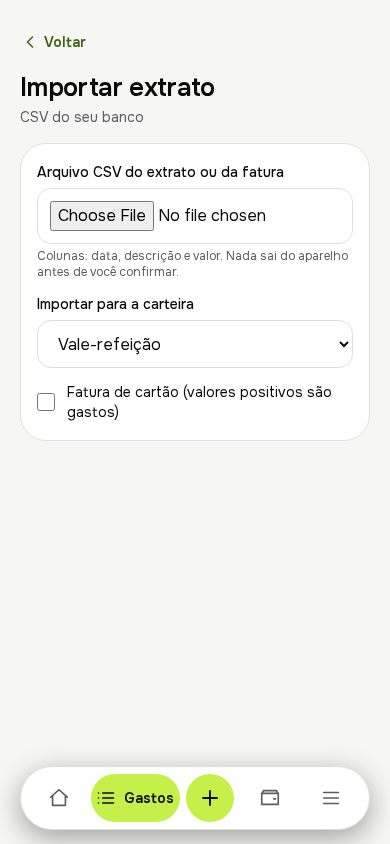 Voltar
Importar extrato
CSV do seu banco
Arquivo CSV do extrato ou da fatura
Choose File No file chosen
Colunas: data, descrição e valor. Nada sai do aparelho
antes de você confirmar.
Importar para a carteira
Vale-refeição
Fatura de cartão (valores positivos são
gastos)
Gastos